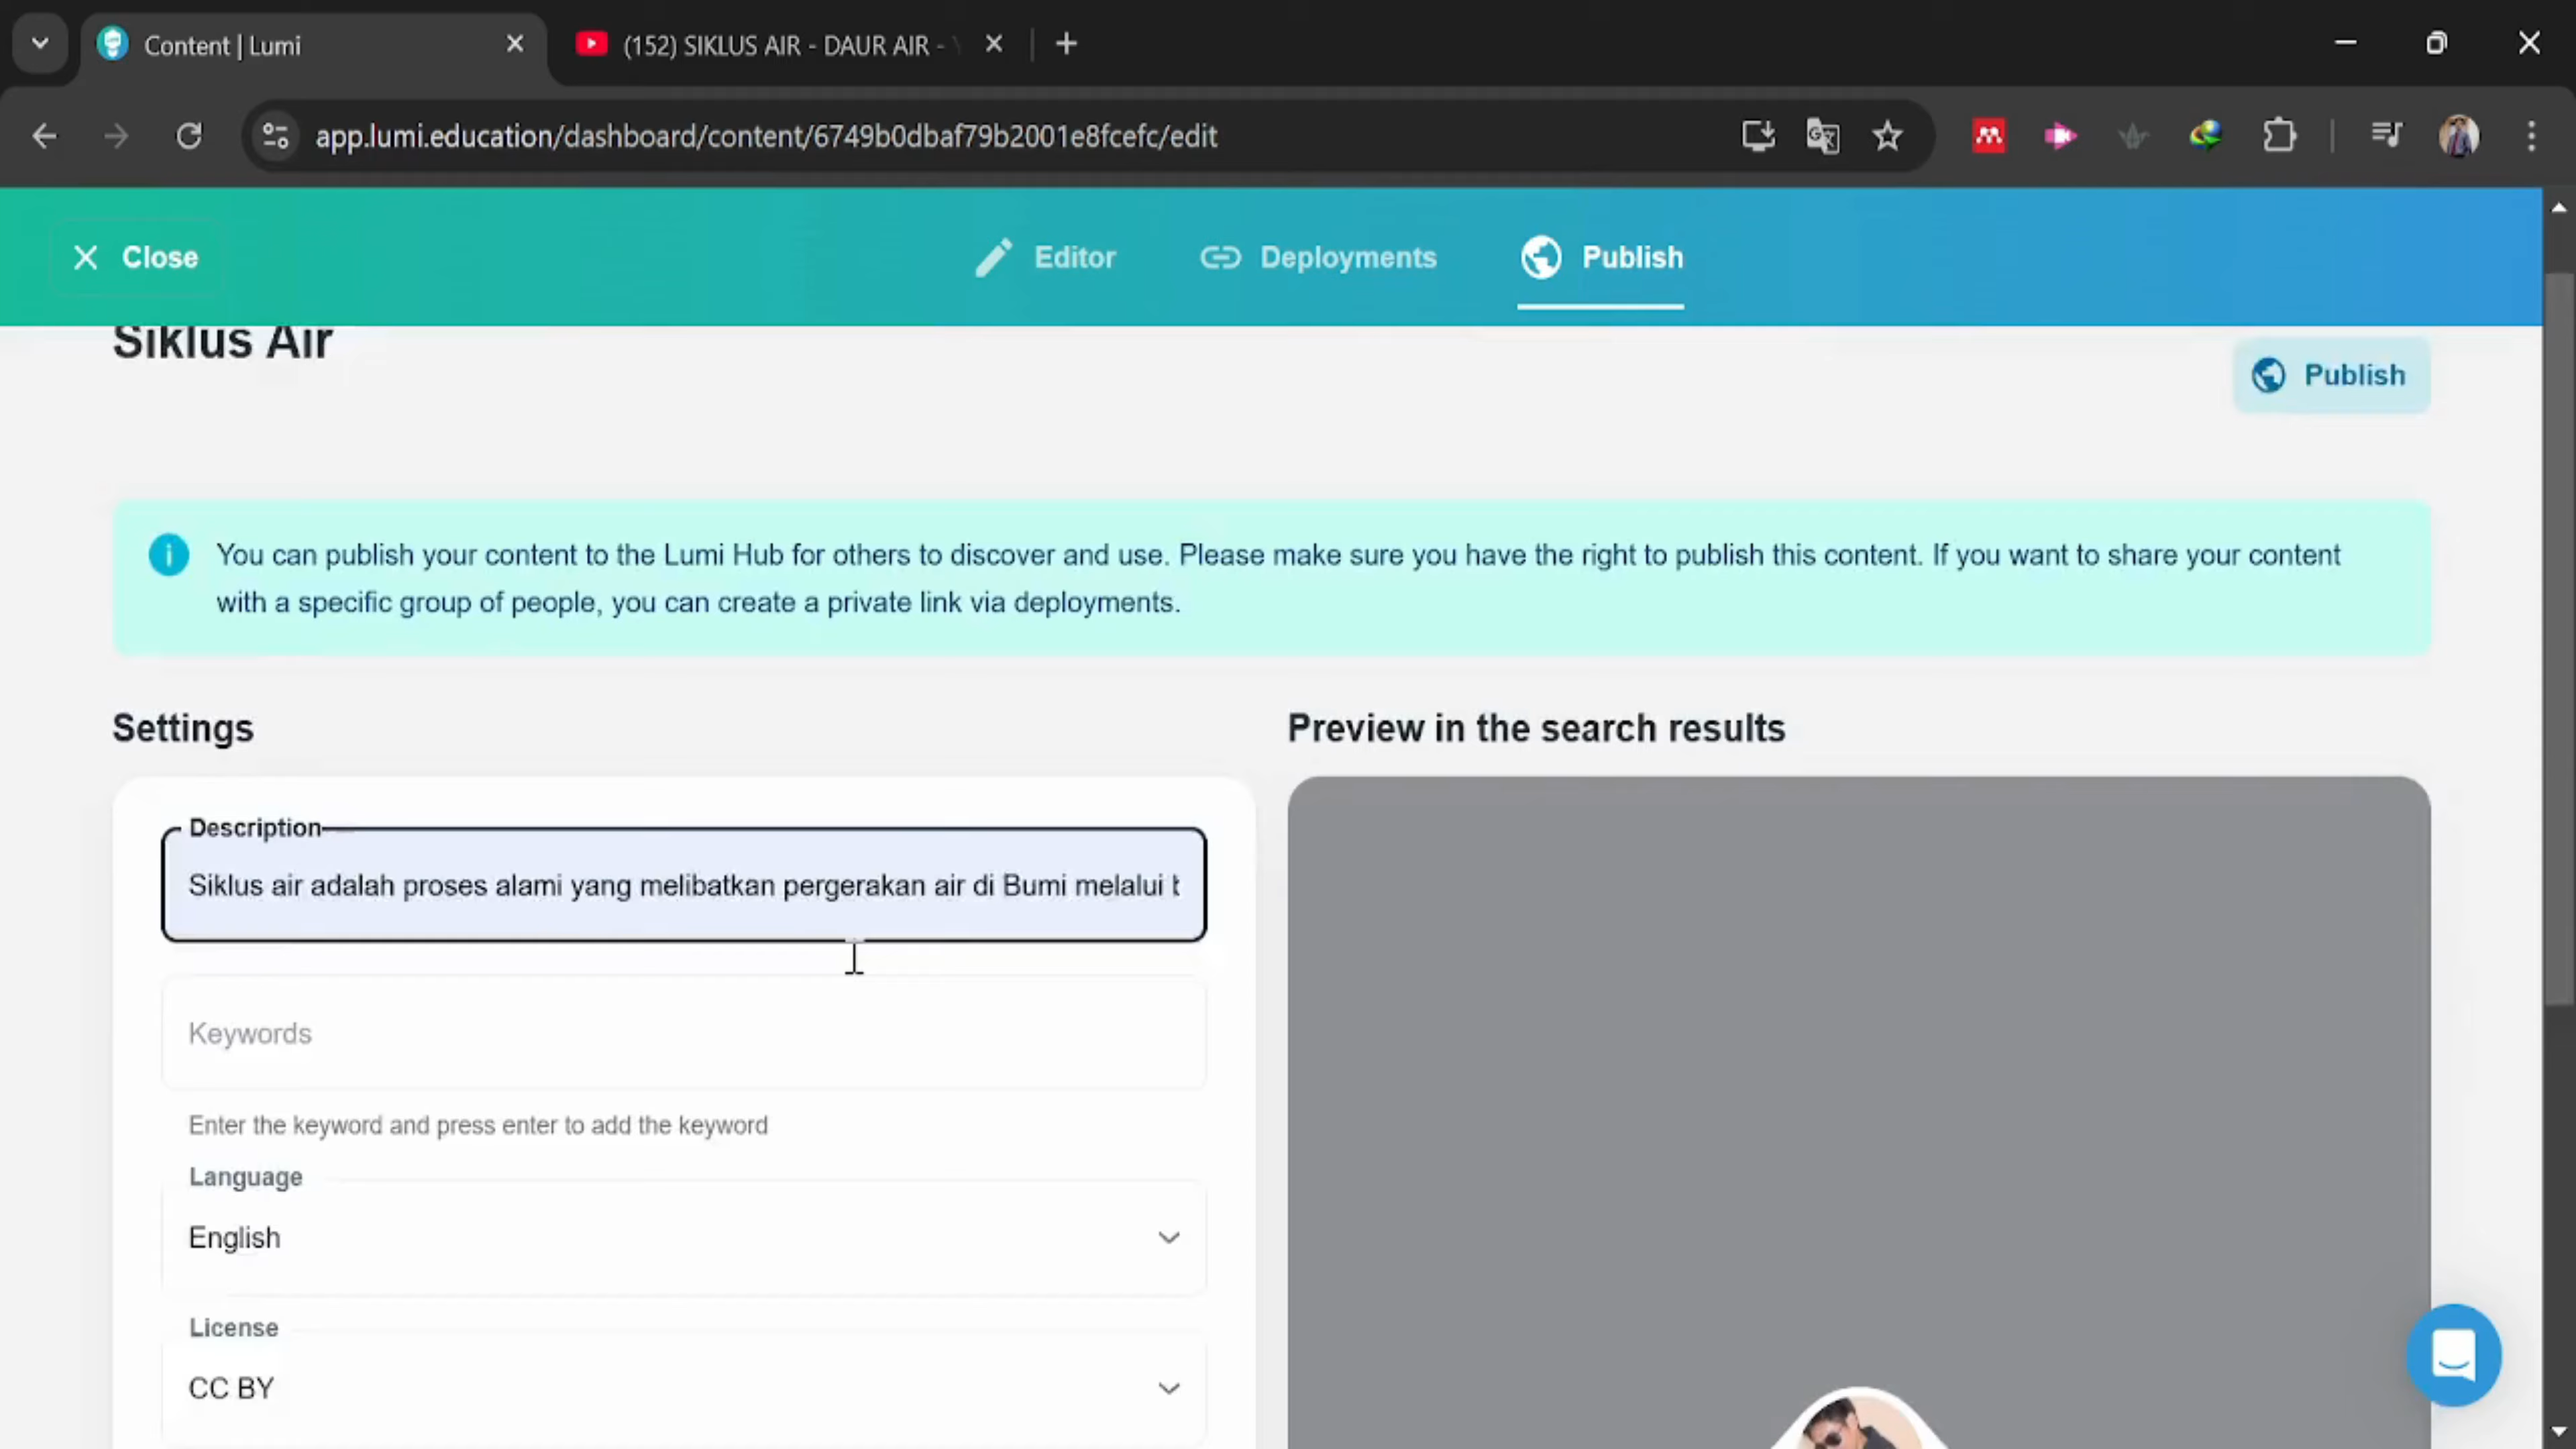 Content | Lumi
(152) SIKLUS AIR - DAUR AIR -
app.lumi.education/dashboard/content/6749b0dbaf79b2001e8fcefc/edit
Close
Editor
Deployments
Publish
Siklus Air
Publish
You can publish your content to the Lumi Hub for others to discover and use. Please make sure you have the right to publish this content. If you want to share your content
with a specific group of people, you can create a private link via deployments.
Settings
Preview in the search results
Description
Siklus air adalah proses alami yang melibatkan pergerakan air di Bumi melalui
Keywords
Enter the keyword and press enter to add the keyword
Language
English
License
CC BY